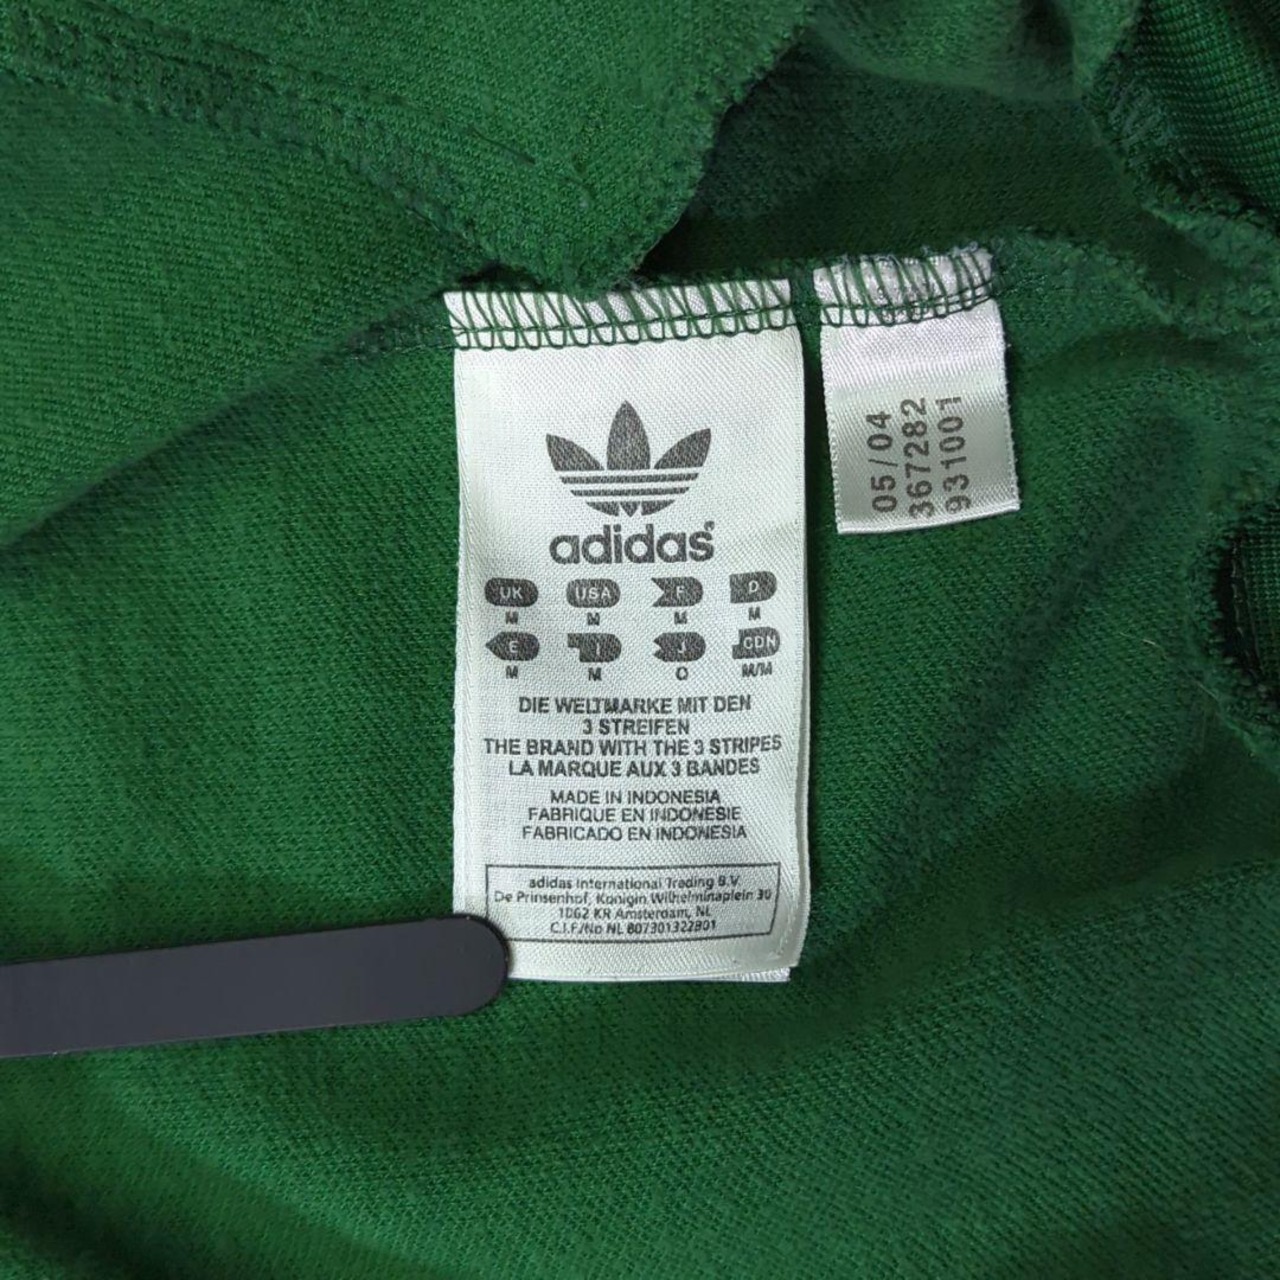 adidas
UK USA F D
M M M M
E I J CDN
M M O M/M
DIE WELTMARKE MIT DEN
3 STREIFEN
THE BRAND WITH THE 3 STRIPES
LA MARQUE AUX 3 BANDES
MADE IN INDONESIA
FABRIQUE EN INDONESIE
FABRICADO EN INDONESIA
adidas International Trading B.V.
De Prinsenhof, Koningin Wilhelminaplein 30
1062 KR Amsterdam, NL
C.I.F./No NL 807301322B01
05/04
367282
931001